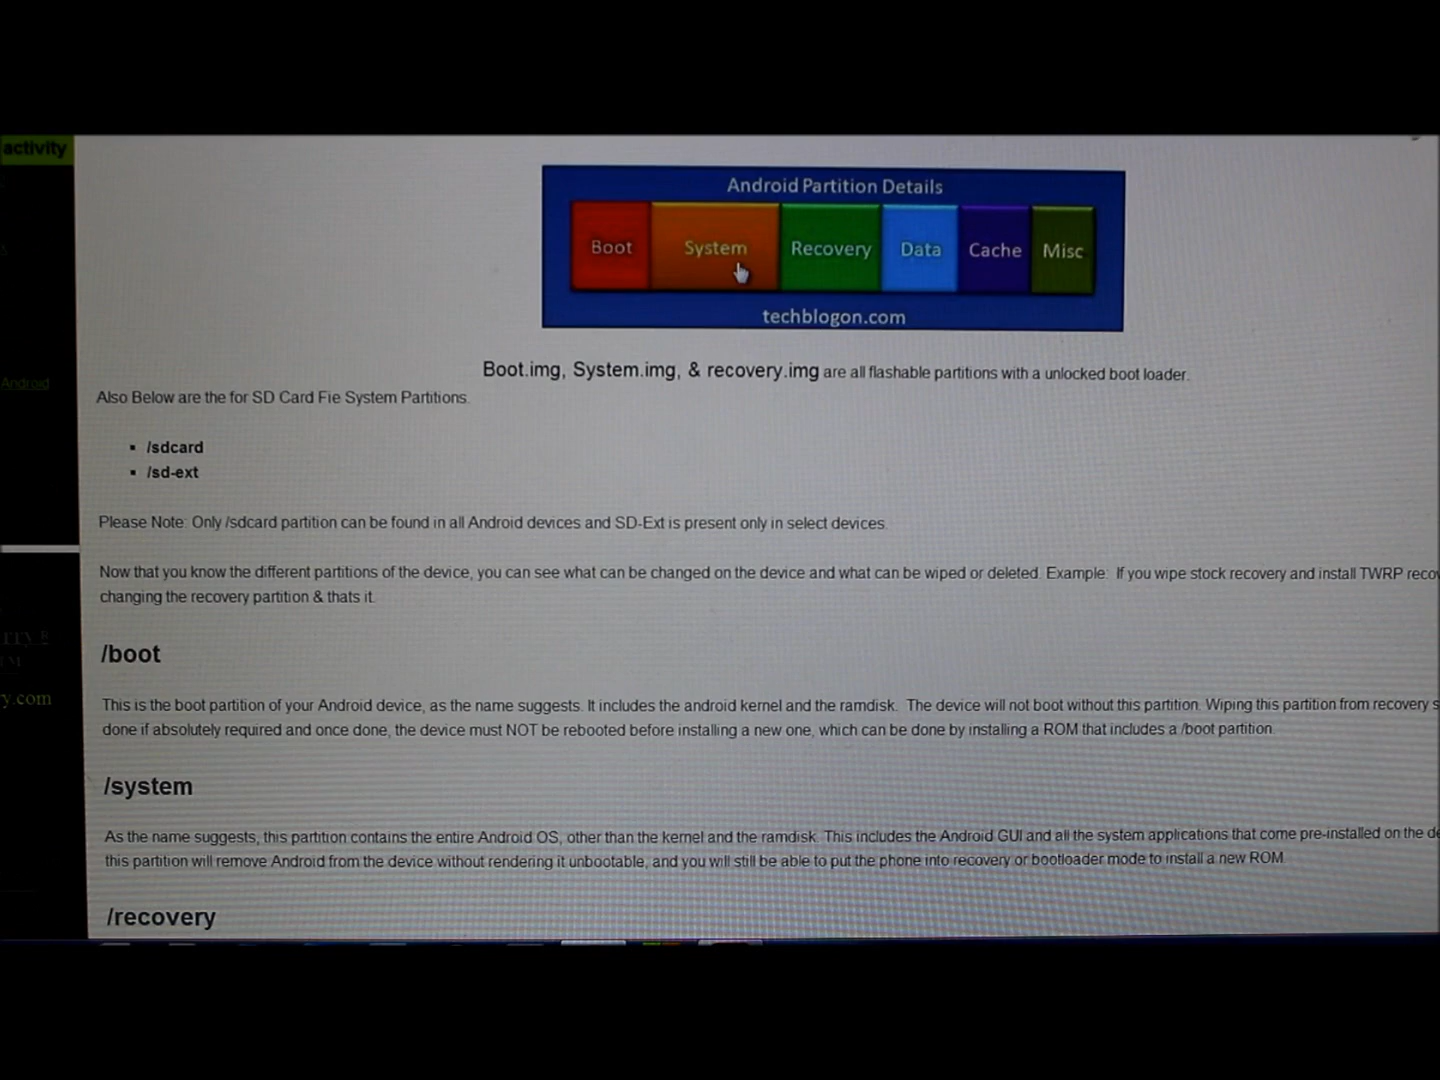 activity
Android Partition Details
Boot System Recovery Data Cache Misc
techblogon.com
Boot.img, System.img, & recovery.img are all flashable partitions with a unlocked boot loader.
Android
Also Below are the for SD Card Fie System Partitions.
/sdcard
/sd-ext
Please Note: Only /sdcard partition can be found in all Android devices and SD-Ext is present only in select devices.
Now that you know the different partitions of the device, you can see what can be changed on the device and what can be wiped or deleted. Example: If you wipe stock recovery and install TWRP reco
changing the recovery partition & thats it.
/boot
y.com
This is the boot partition of your Android device, as the name suggests. It includes the android kernel and the ramdisk. The device will not boot without this partition. Wiping this partition from recovery s
done if absolutely required and once done, the device must NOT be rebooted before installing a new one, which can be done by installing a ROM that includes a /boot partition.
/system
As the name suggests, this partition contains the entire Android OS, other than the kernel and the ramdisk. This includes the Android GUI and all the system applications that come pre-installed on the de
this partition will remove Android from the device without rendering it unbootable, and you will still be able to put the phone into recovery or bootloader mode to install a new ROM.
/recovery